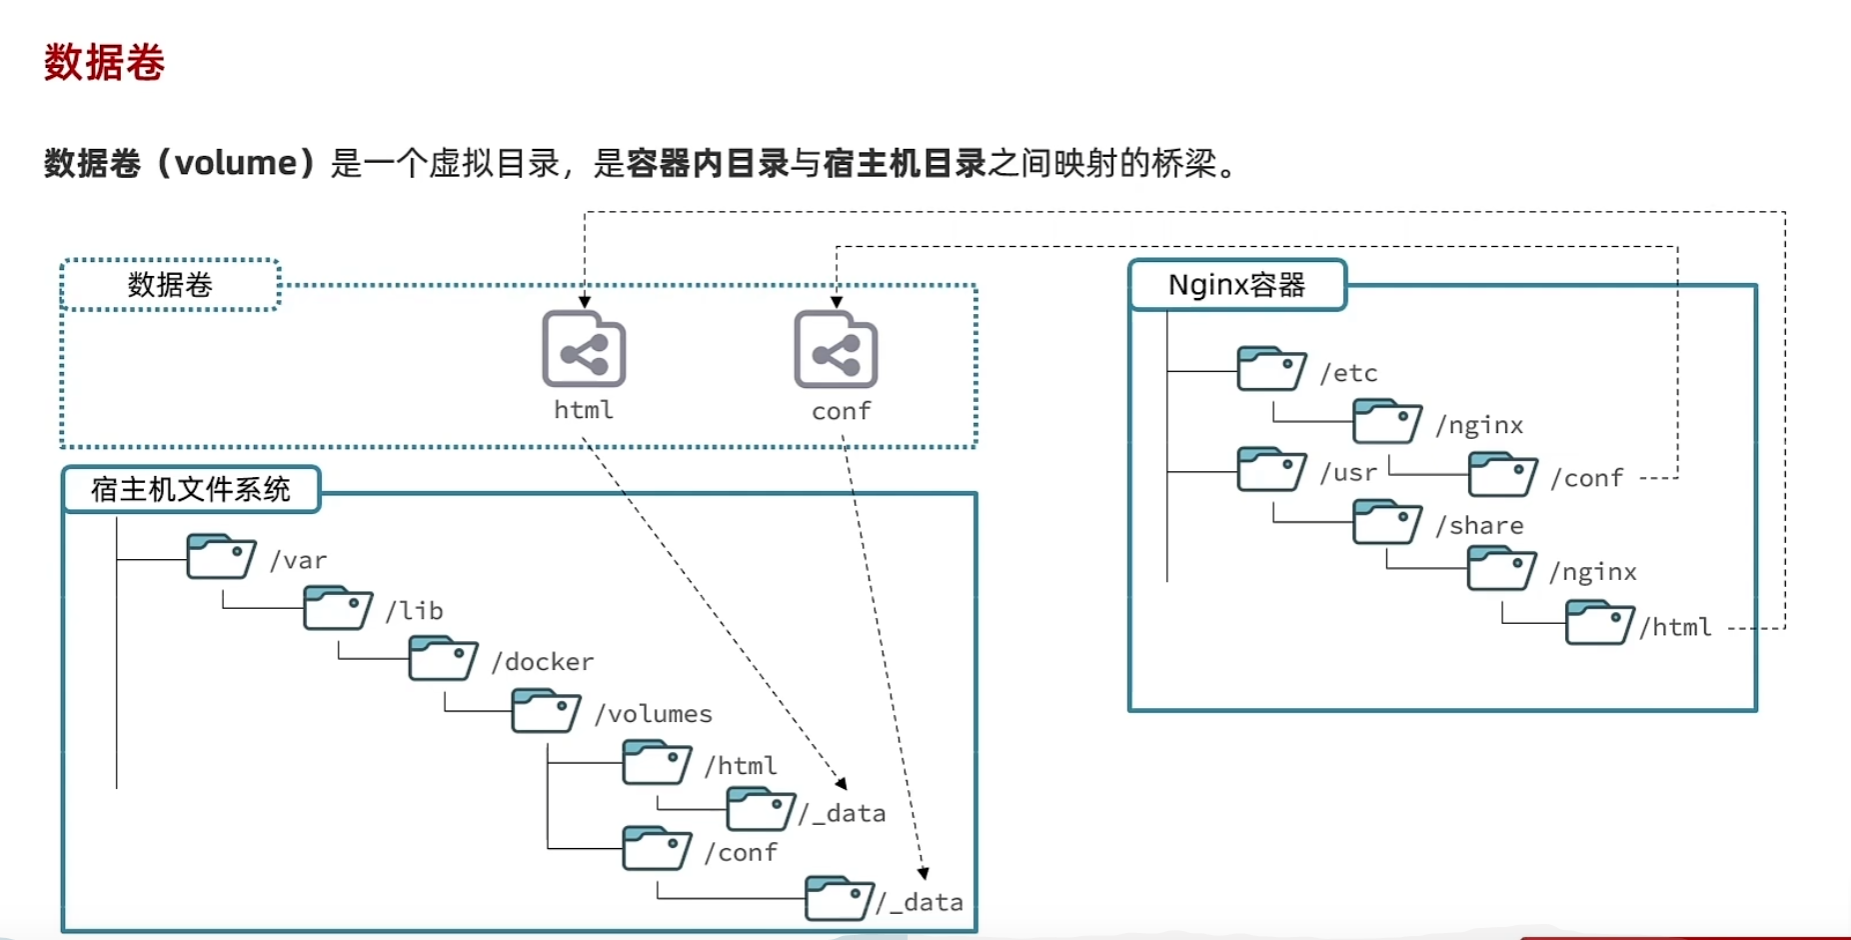 数据卷
数据卷（volume）是一个虚拟目录，是容器内目录与宿主机目录之间映射的桥梁。
数据卷
html
conf
宿主机文件系统
/var
/lib
/docker
/volumes
/html
/_data
/conf
/_data
Nginx容器
/etc
/nginx
/conf
/usr
/share
/nginx
/html